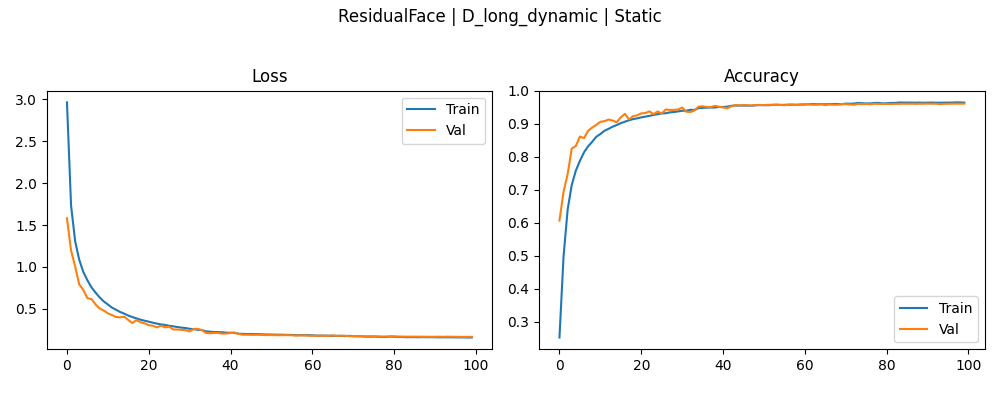 ResidualFace | D_long_dynamic | Static
Loss
3.0
2.5
2.0
1.5
1.0
0.5
0 20 40 60 80 100
Train
Val
Accuracy
1.0
0.9
0.8
0.7
0.6
0.5
0.4
0.3
0 20 40 60 80 100
Train
Val